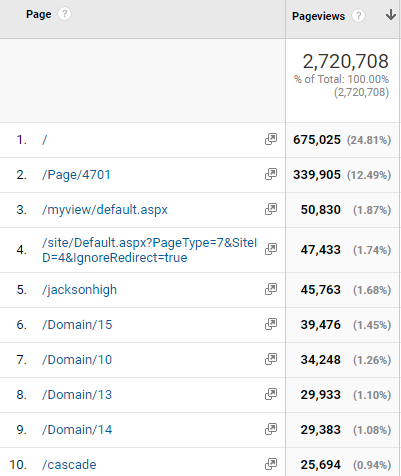 Page ? Pageviews ?
2,720,708
% of Total: 100.00%
(2,720,708)
1. / 675,025 (24.81%)
2. /Page/4701 339,905 (12.49%)
3. /myview/default.aspx 50,830 (1.87%)
4. /site/Default.aspx?PageType=7&SiteI
D=4&IgnoreRedirect=true 47,433 (1.74%)
5. /jacksonhigh 45,763 (1.68%)
6. /Domain/15 39,476 (1.45%)
7. /Domain/10 34,248 (1.26%)
8. /Domain/13 29,933 (1.10%)
9. /Domain/14 29,383 (1.08%)
10. /cascade 25,694 (0.94%)